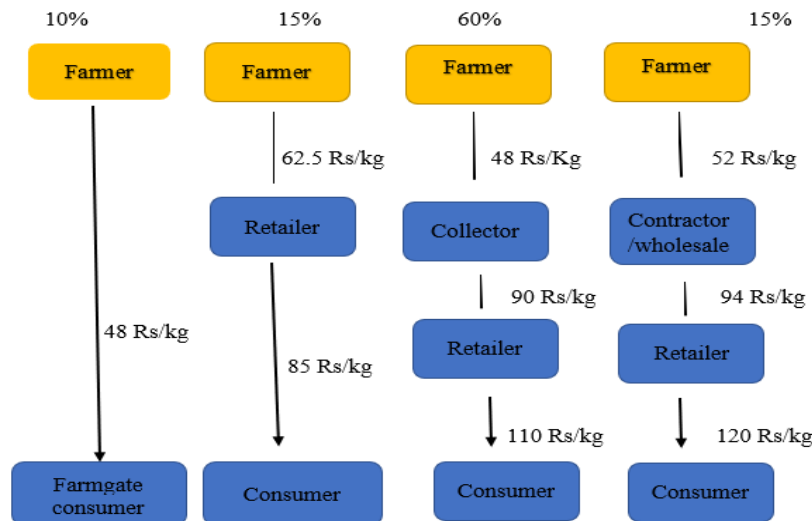 10% 15% 60% 15%
Farmer Farmer Farmer Farmer
62.5 Rs/kg 48 Rs/Kg 52 Rs/kg
Retailer Collector Contractor
/wholesale
90 Rs/kg 94 Rs/kg
48 Rs/kg
Retailer Retailer
85 Rs/kg
110 Rs/kg 120 Rs/kg
Farmgate
consumer
Consumer Consumer Consumer